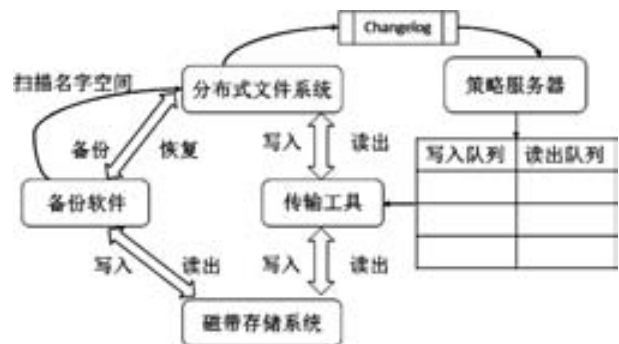 Changelog
扫描名字空间
分布式文件系统
策略服务器
备份
恢复
写入
读出
写入队列
读出队列
备份软件
传输工具
写入
读出
写入
读出
磁带存储系统